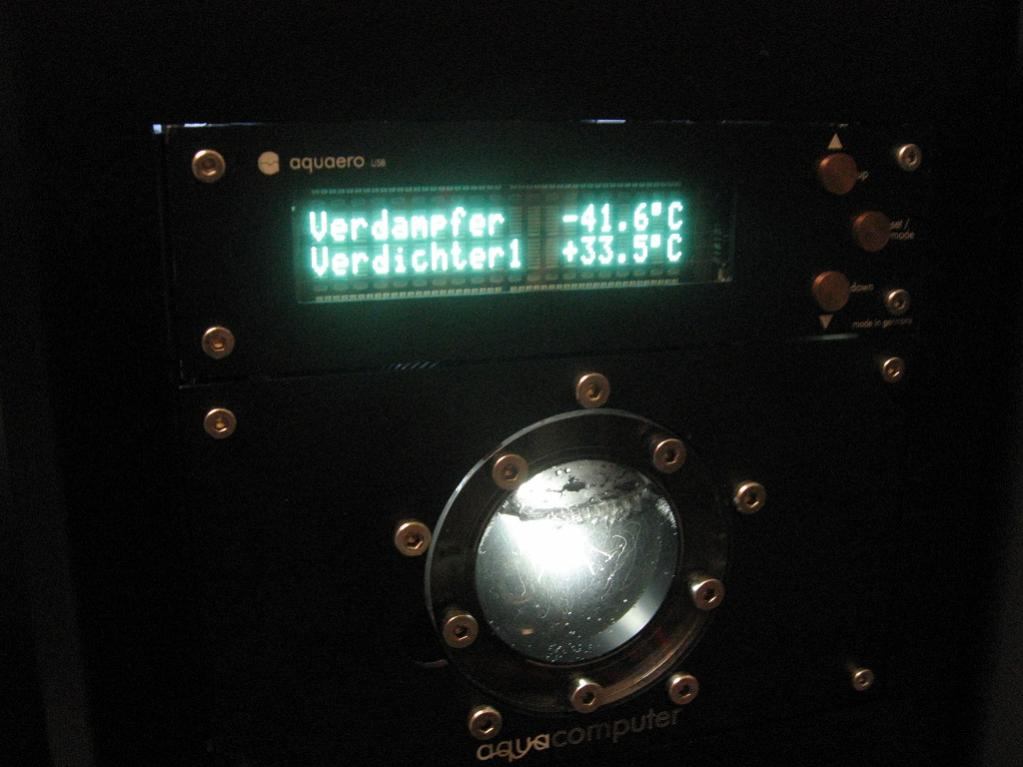 aquaero USB
up
Verdampfer -41.6°C
set / mode
Verdichter1 +33.5°C
down
made in germany
aquacomputer